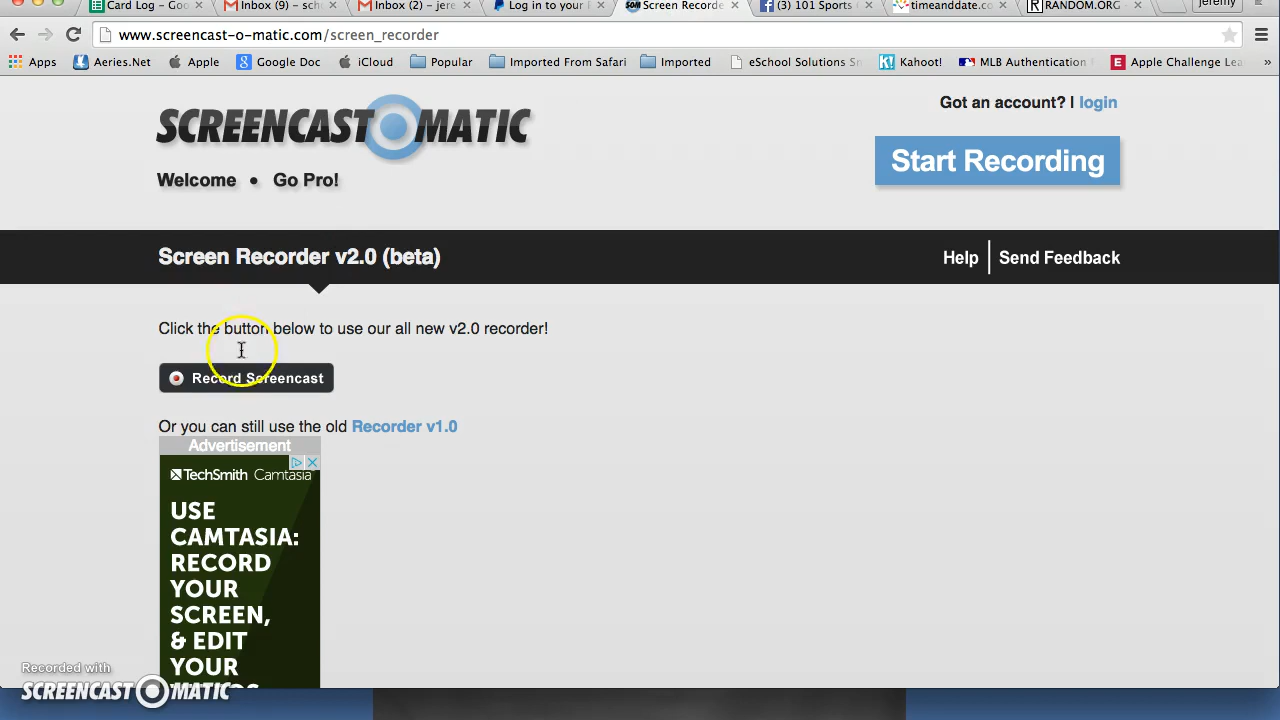 Card Log - Goo
Inbox (9) - sch
Inbox (2) - jere
Log in to your
Screen Recorde
(3) 101 Sports
timeanddate.co
RANDOM.ORG -
jeremy
www.screencast-o-matic.com/screen_recorder
Apps
Aeries.Net
Apple
Google Doc
iCloud
Popular
Imported From Safari
Imported
eSchool Solutions Sm
Kahoot!
MLB Authentication
Apple Challenge Lea
»
SCREENCAST O MATIC
Got an account? | login
Start Recording
Welcome • Go Pro!
Screen Recorder v2.0 (beta)
Help | Send Feedback
Click the button below to use our all new v2.0 recorder!
Record Screencast
Or you can still use the old Recorder v1.0
Advertisement
TechSmith Camtasia
USE
CAMTASIA:
RECORD
YOUR
SCREEN,
& EDIT
YOUR
Recorded with
SCREENCAST O MATIC